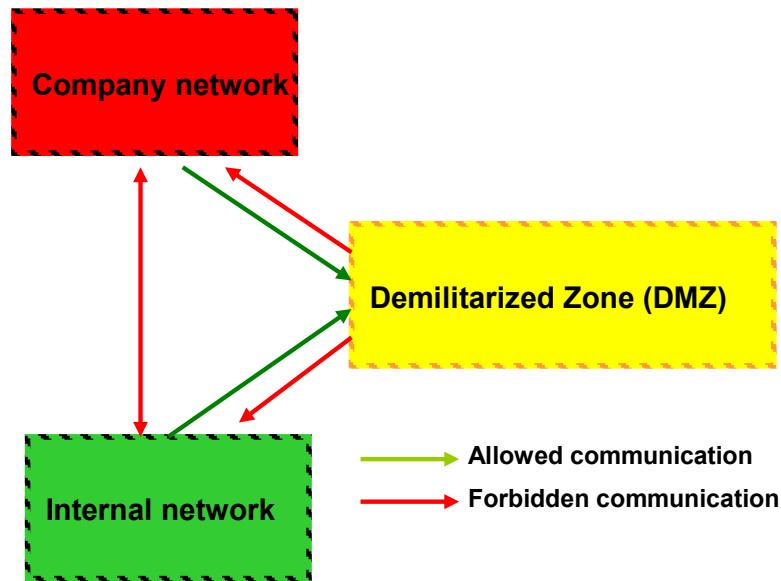 Company network
Demilitarized Zone (DMZ)
Allowed communication
Forbidden communication
Internal network